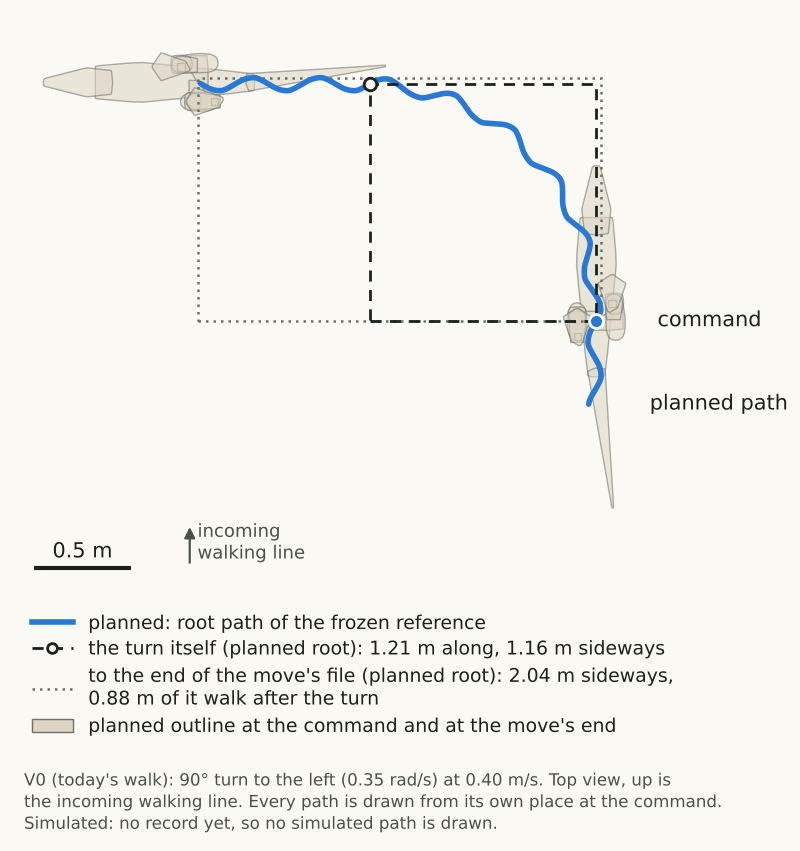 command
planned path
incoming
walking line
0.5 m
planned: root path of the frozen reference
the turn itself (planned root): 1.21 m along, 1.16 m sideways
to the end of the move's file (planned root): 2.04 m sideways,
0.88 m of it walk after the turn
planned outline at the command and at the move's end
V0 (today's walk): 90° turn to the left (0.35 rad/s) at 0.40 m/s. Top view, up is
the incoming walking line. Every path is drawn from its own place at the command.
Simulated: no record yet, so no simulated path is drawn.